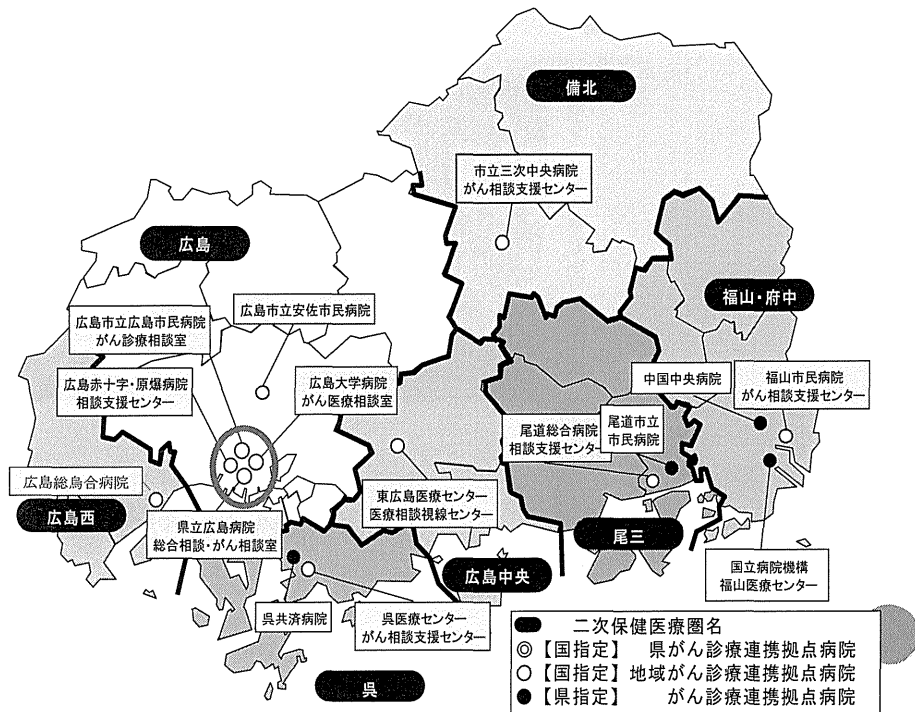 備北
市立三次中央病院
がん相談支援センター
広島
福山・府中
広島市立広島市民病院
がん診療相談室
広島市立安佐市民病院
広島赤十字・原爆病院
相談支援センター
広島大学病院
がん医療相談室
中国中央病院
福山市民病院
がん相談支援センター
尾道総合病院
相談支援センター
尾道市立
市民病院
広島総鳥合病院
広島西
東広島医療センター
医療相談視線センター
県立広島病院
総合相談・がん相談室
尾三
広島中央
国立病院機構
福山医療センター
呉共済病院
呉医療センター
がん相談支援センター
呉
二次保健医療圏名
◎【国指定】 県がん診療連携拠点病院
○【国指定】地域がん診療連携拠点病院
●【県指定】 がん診療連携拠点病院